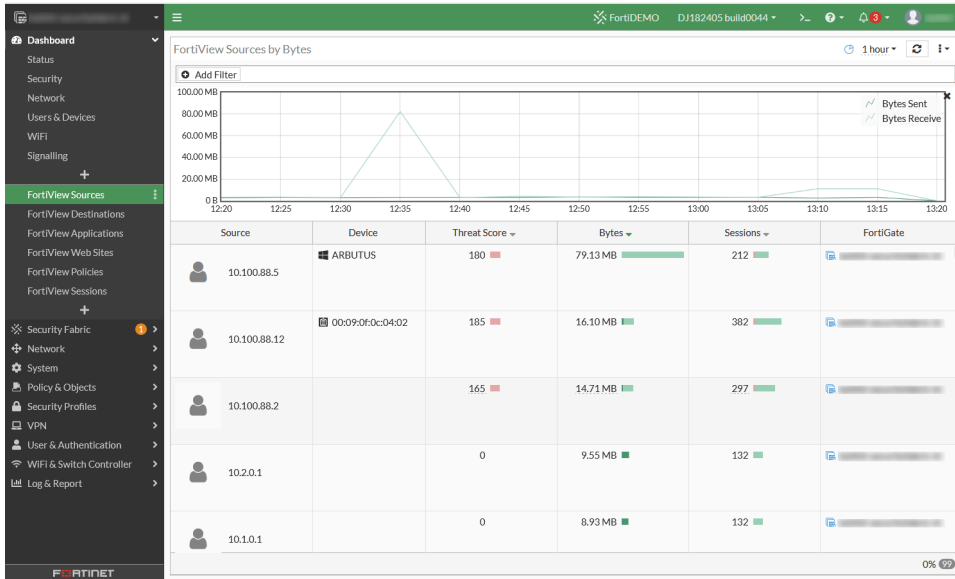 FortiDEMO DJ182405 build0044 >_ ? 3
Dashboard
Status
Security
Network
Users & Devices
WiFi
Signalling
+
FortiView Sources
FortiView Destinations
FortiView Applications
FortiView Web Sites
FortiView Policies
FortiView Sessions
+
Security Fabric 1
Network
System
Policy & Objects
Security Profiles
VPN
User & Authentication
WiFi & Switch Controller
Log & Report
FORTINET
FortiView Sources by Bytes 1 hour
Add Filter
100.00 MB
80.00 MB
60.00 MB
40.00 MB
20.00 MB
0 B
Bytes Sent
Bytes Receive
12:20 12:25 12:30 12:35 12:40 12:45 12:50 12:55 13:00 13:05 13:10 13:15 13:20
Source Device Threat Score Bytes Sessions FortiGate
10.100.88.5 ARBUTUS 180 79.13 MB 212
10.100.88.12 00:09:0f:0c:04:02 185 16.10 MB 382
10.100.88.2 165 14.71 MB 297
10.2.0.1 0 9.55 MB 132
10.1.0.1 0 8.93 MB 132
0% 99